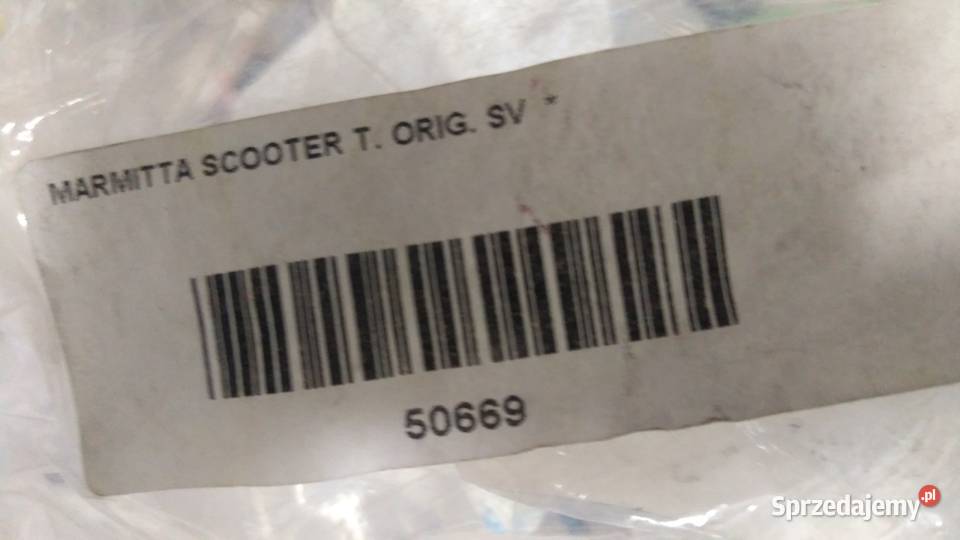 MARMITTA SCOOTER T. ORIG. SV *
50669
Sprzedajemy.pl